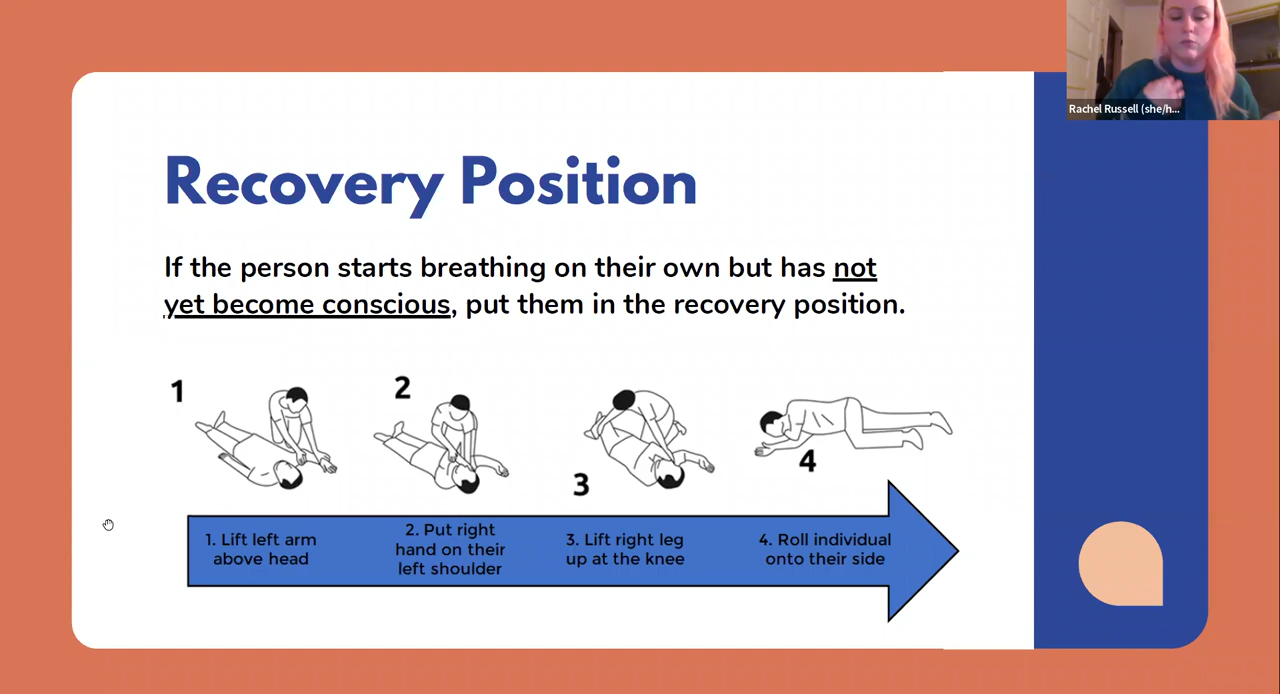 Rachel Russell (she/h...
Recovery Position
If the person starts breathing on their own but has not
yet become conscious, put them in the recovery position.
1
2
3
4
1. Lift left arm
above head
2. Put right
hand on their
left shoulder
3. Lift right leg
up at the knee
4. Roll individual
onto their side